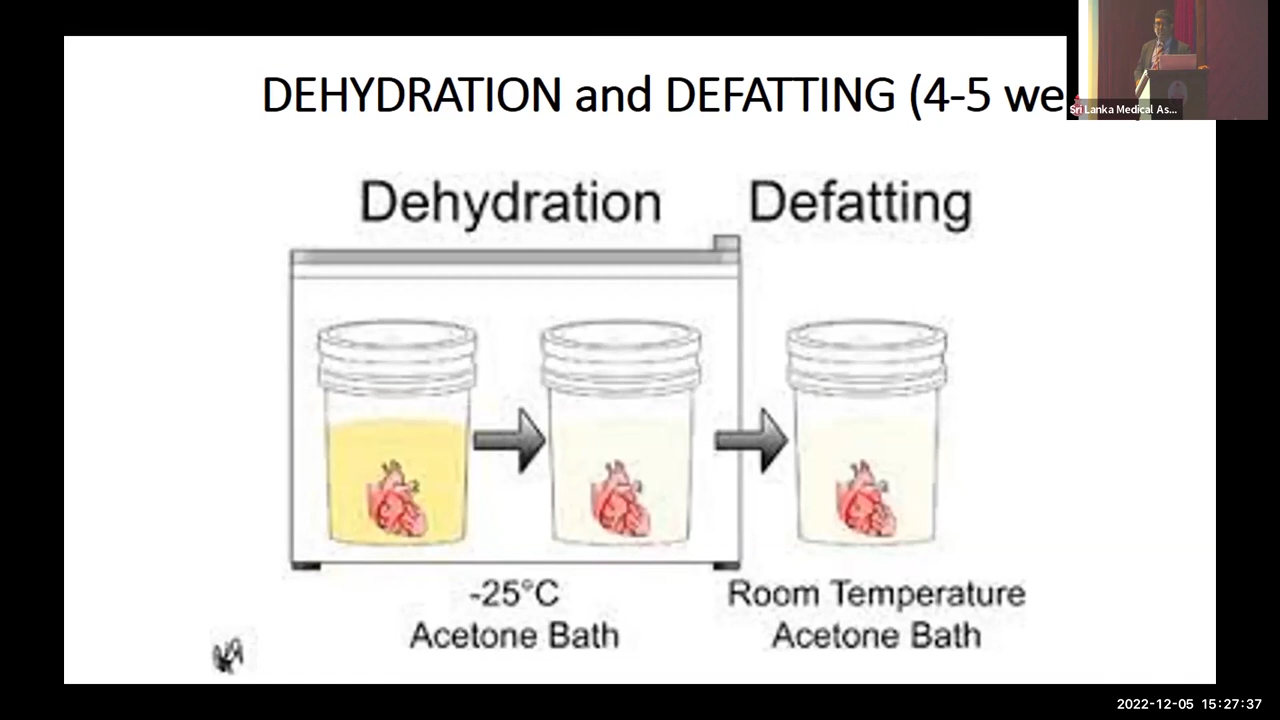 DEHYDRATION and DEFATTING (4-5 we
Sri Lanka Medical As...
Dehydration
Defatting
-25°C
Acetone Bath
Room Temperature
Acetone Bath
2022-12-05 15:27:37